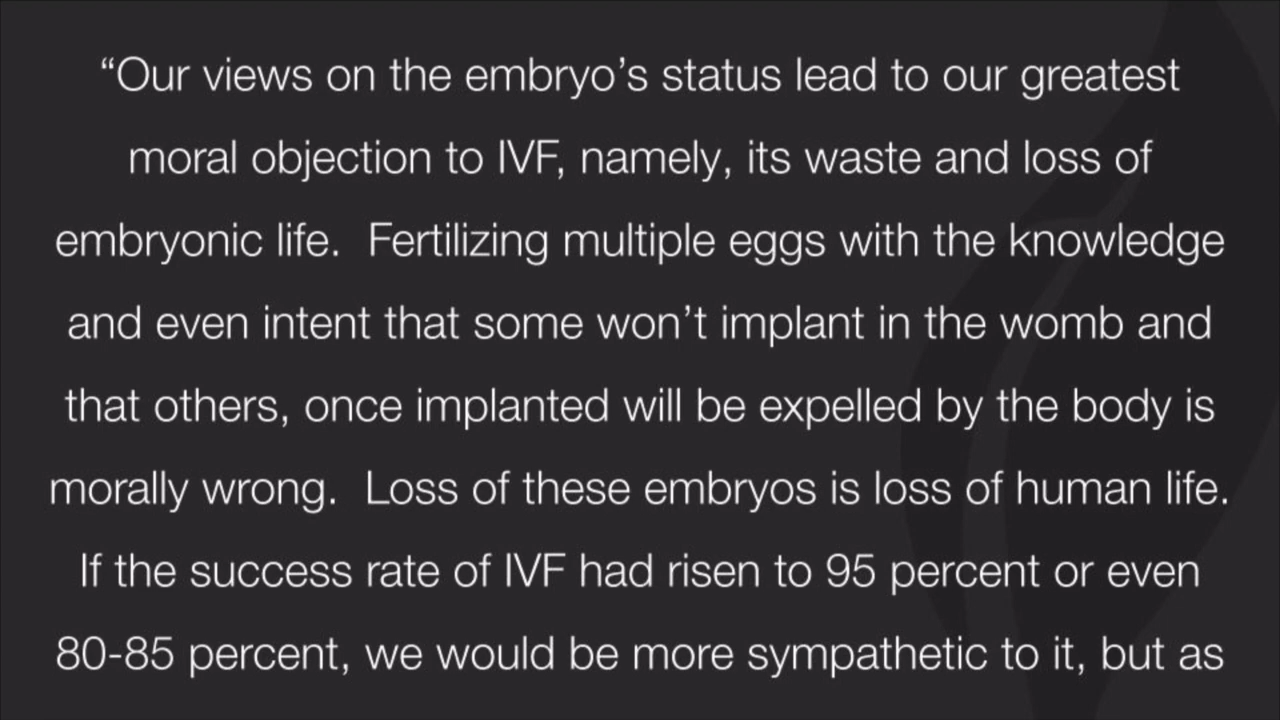 “Our views on the embryo’s status lead to our greatest
moral objection to IVF, namely, its waste and loss of
embryonic life.  Fertilizing multiple eggs with the knowledge
and even intent that some won’t implant in the womb and
that others, once implanted will be expelled by the body is
morally wrong.  Loss of these embryos is loss of human life.
If the success rate of IVF had risen to 95 percent or even
80-85 percent, we would be more sympathetic to it, but as